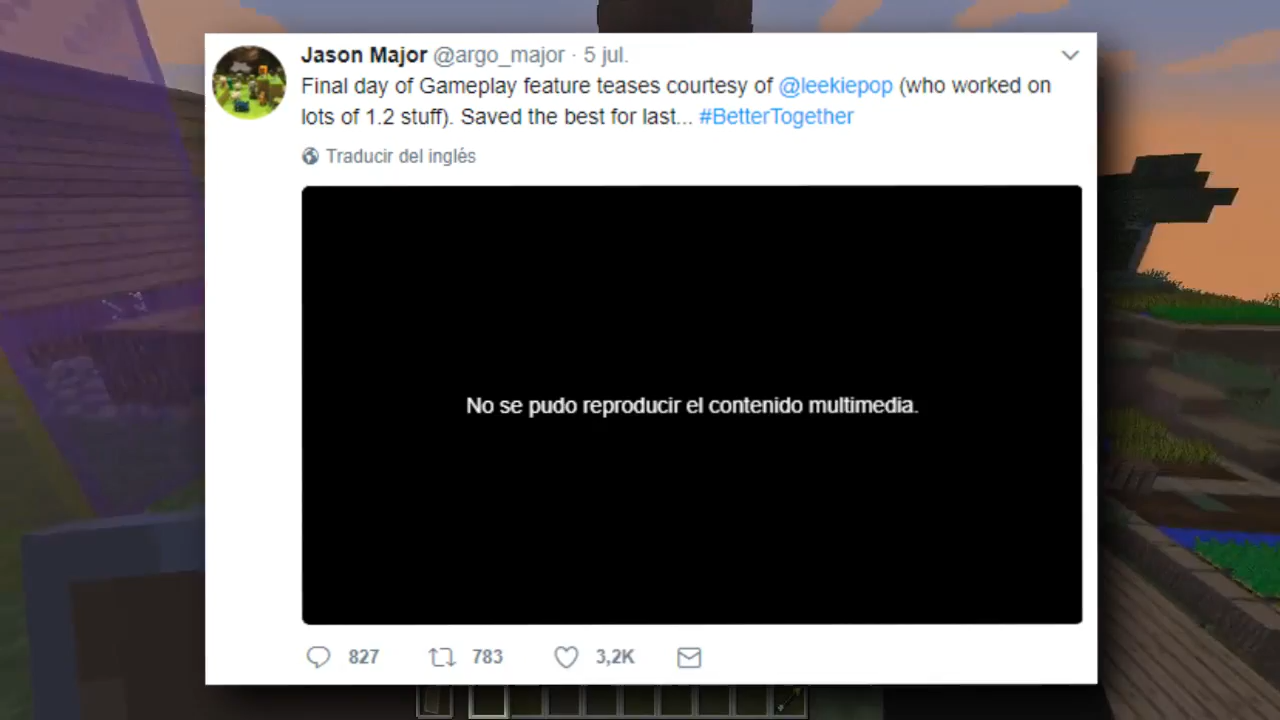 Jason Major @argo_major · 5 jul.
Final day of Gameplay feature teases courtesy of @leekiepop (who worked on
lots of 1.2 stuff). Saved the best for last... #BetterTogether
Traducir del inglés
No se pudo reproducir el contenido multimedia.
827 783 3,2K